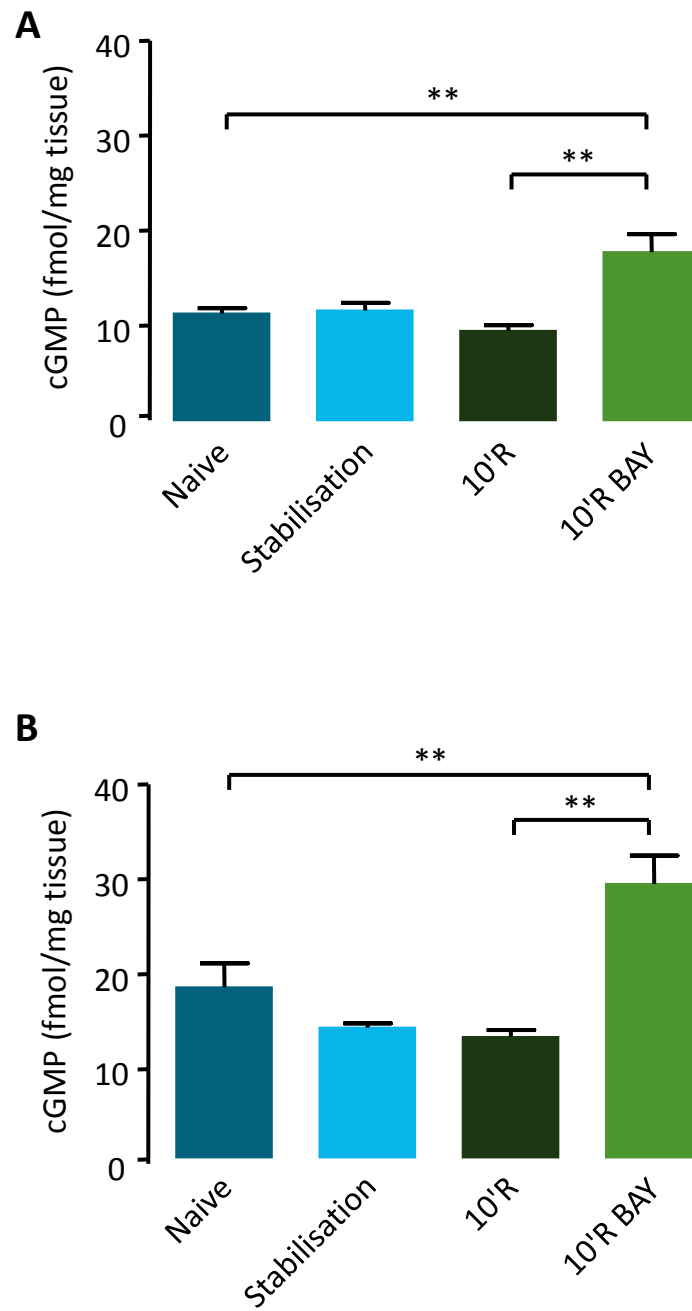 A
cGMP (fmol/mg tissue)
40
30
20
10
0
**
**
Naive
Stabilisation
10'R
10'R BAY
B
cGMP (fmol/mg tissue)
40
30
20
10
0
**
**
Naive
Stabilisation
10'R
10'R BAY